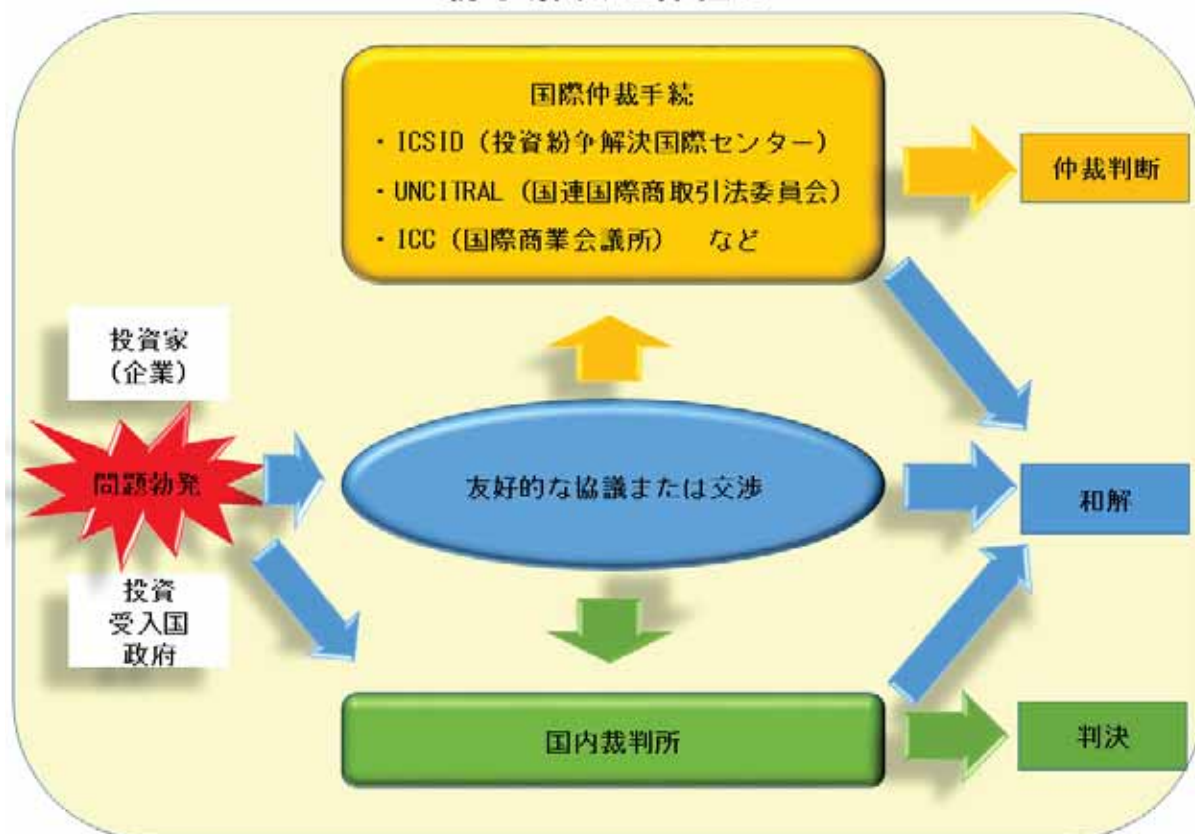 国際仲裁手続
・ICSID（投資紛争解決国際センター）
・UNCITRAL（国連国際商取引法委員会）
・ICC（国際商業会議所）　など
仲裁判断
投資家
（企業）
問題勃発
友好的な協議または交渉
和解
投資
受入国
政府
国内裁判所
判決